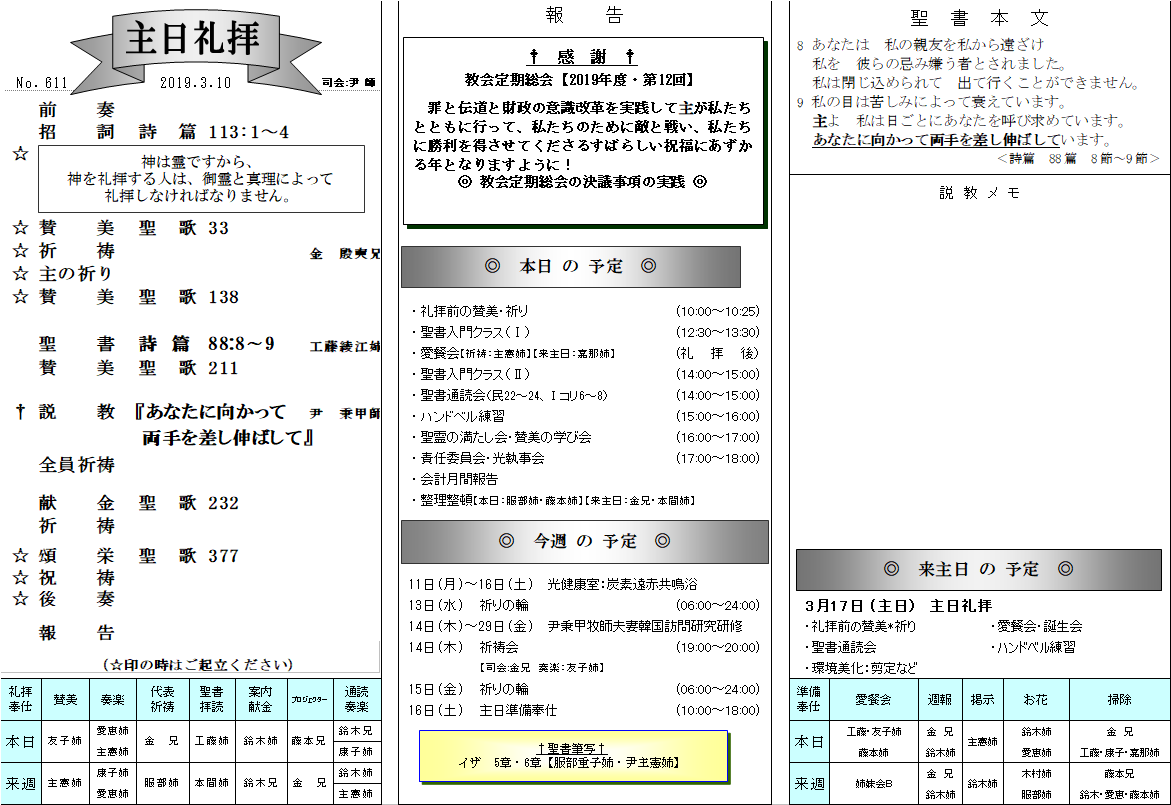 主日礼拝
No. 611
2019.3.10
司会:尹 師
前 奏
招 詞 詩 篇 113:1～4
☆
神は霊ですから、
神を礼拝する人は、御霊と真理によって
礼拝しなければなりません。
☆ 賛 美 聖 歌 33
☆ 祈 祷 金 殷奭兄
☆ 主の祈り
☆ 賛 美 聖 歌 138
聖 書 詩 篇 88:8～9 工藤綾江姉
賛 美 聖 歌 211
† 説 教 『あなたに向かって 尹 秉甲師
両手を差し伸ばして』
全員祈祷
献 金 聖 歌 232
祈 祷
☆ 頌 栄 聖 歌 377
☆ 祝 祷
☆ 後 奏
報 告
(☆印の時はご起立ください)
礼拝奉仕 賛美 奏楽 代表祈祷 聖書拝読 案内献金 プロジェクター 通読奏楽
本日 友子姉 愛恵姉 主恵姉 金 兄 工藤姉 鈴木姉 藤本兄 鈴木兄 康子姉
来週 主憲姉 康子姉 愛恵姉 服部姉 本間姉 鈴木兄 金 兄 鈴木姉 主憲姉
報 告
† 感 謝 †
教会定期総会【2019年度・第12回】
罪と伝道と財政の意識改革を実践して主が私たち
とともに行って、私たちのために敵と戦い、私たち
に勝利を得させてくださるすばらしい祝福にあずか
る年となりますように！
◎ 教会定期総会の決議事項の実践 ◎
◎ 本日 の 予定 ◎
・礼拝前の賛美・祈り (10:00～10:25)
・聖書入門クラス(Ⅰ) (12:30～13:30)
・愛餐会[祈祷:主憲姉][来主日:嘉那姉] (礼 拝 後)
・聖書入門クラス(Ⅱ) (14:00～15:00)
・聖書通読会(民22～24、Ⅰコリ6～8) (14:00～15:00)
・ハンドベル練習 (15:00～16:00)
・聖霊の満たし会・賛美の学び会 (16:00～17:00)
・責任委員会・光執事会 (17:00～18:00)
・会計月間報告
・整理整頓[本日:服部姉・藤本姉][来主日:金兄・本間姉]
◎ 今週 の 予定 ◎
11日(月)～16日(土) 光健康室:炭素遠赤共鳴浴
13日(水) 祈りの輪 (06:00～24:00)
14日(木)～29日(金) 尹秉甲牧師夫妻韓国訪問研究研修
14日(木) 祈祷会 (19:00～20:00)
[司会:金兄 奏楽:友子姉]
15日(金) 祈りの輪 (06:00～24:00)
16日(土) 主日準備奉仕 (10:00～18:00)
†聖書筆写†
イザ 5章・6章【服部重子姉・尹主憲姉】
聖 書 本 文
8 あなたは 私の親友を私から遠ざけ
私を 彼らの忌み嫌う者とされました。
私は閉じ込められて 出て行くことができません。
9 私の目は苦しみによって衰えています。
主よ 私は日ごとにあなたを呼び求めています。
あなたに向かって両手を差し伸ばしています。
＜詩篇 88篇 8節～9節＞
説 教 メ モ
◎ 来主日 の 予定 ◎
３月17日（主日） 主日礼拝
・礼拝前の賛美*祈り ・愛餐会・誕生会
・聖書通読会 ・ハンドベル練習
・環境美化:剪定など
準備奉仕 愛餐会 週報 掲示 お花 掃除
本日 工藤・友子姉 藤本姉 金 兄 鈴木姉 主憲姉 鈴木姉 愛恵姉 金 兄 工藤・康子・嘉那姉
来週 姉妹会B 金 兄 鈴木姉 鈴木姉 木村姉 服部姉 藤本兄 鈴木・愛恵・藤本姉